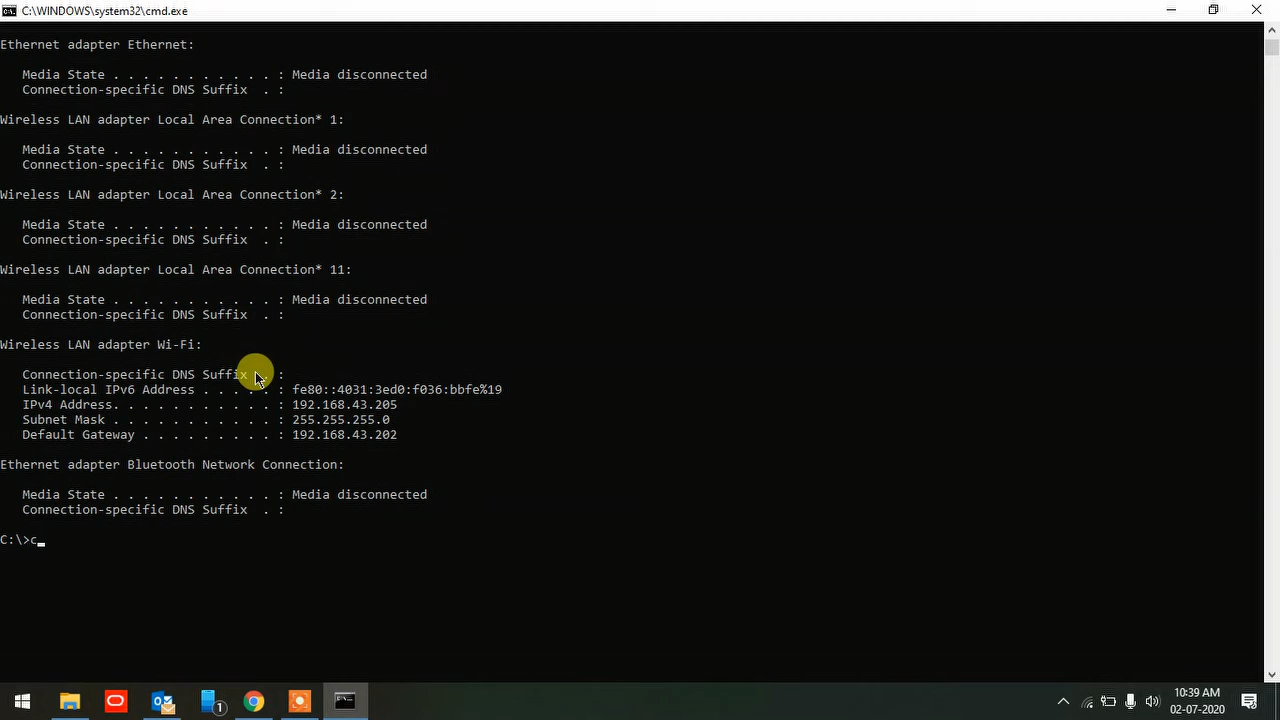 C:\WINDOWS\system32\cmd.exe
Ethernet adapter Ethernet:
Media State . . . . . . . . . . . : Media disconnected
Connection-specific DNS Suffix  . :
Wireless LAN adapter Local Area Connection* 1:
Media State . . . . . . . . . . . : Media disconnected
Connection-specific DNS Suffix  . :
Wireless LAN adapter Local Area Connection* 2:
Media State . . . . . . . . . . . : Media disconnected
Connection-specific DNS Suffix  . :
Wireless LAN adapter Local Area Connection* 11:
Media State . . . . . . . . . . . : Media disconnected
Connection-specific DNS Suffix  . :
Wireless LAN adapter Wi-Fi:
Connection-specific DNS Suffix  . :
Link-local IPv6 Address . . . . . : fe80::4031:3ed0:f036:bbfe%19
IPv4 Address. . . . . . . . . . . : 192.168.43.205
Subnet Mask . . . . . . . . . . . : 255.255.255.0
Default Gateway . . . . . . . . . : 192.168.43.202
Ethernet adapter Bluetooth Network Connection:
Media State . . . . . . . . . . . : Media disconnected
Connection-specific DNS Suffix  . :
C:\>c_
1
10:39 AM
02-07-2020